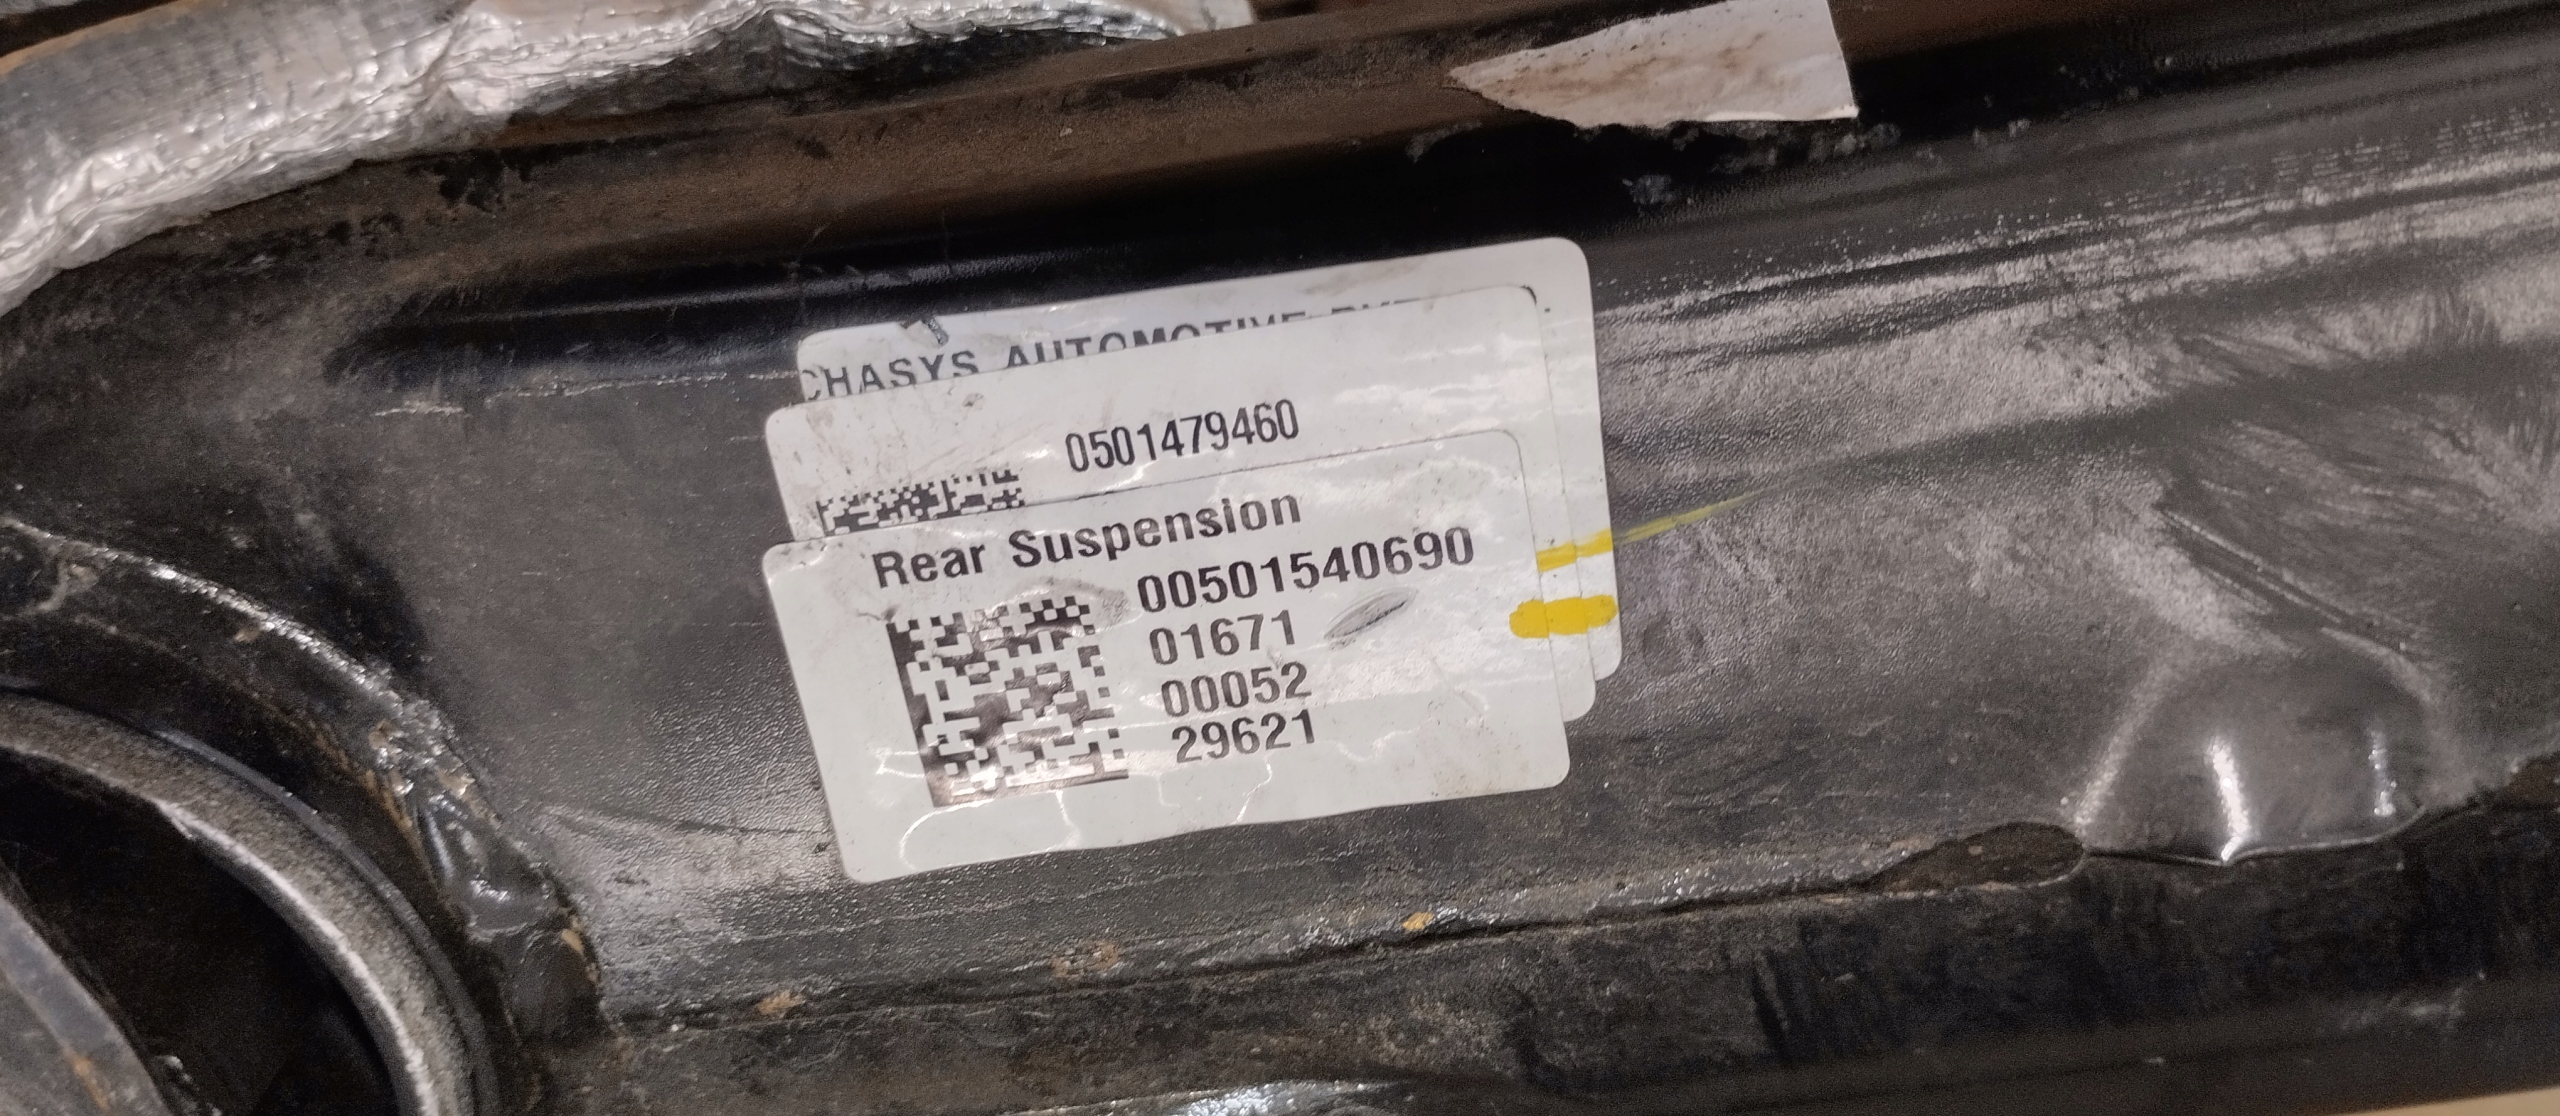 CHASYS AUTOMOTIVE
0501479460
Rear Suspension
00501540690
01671
00052
29621